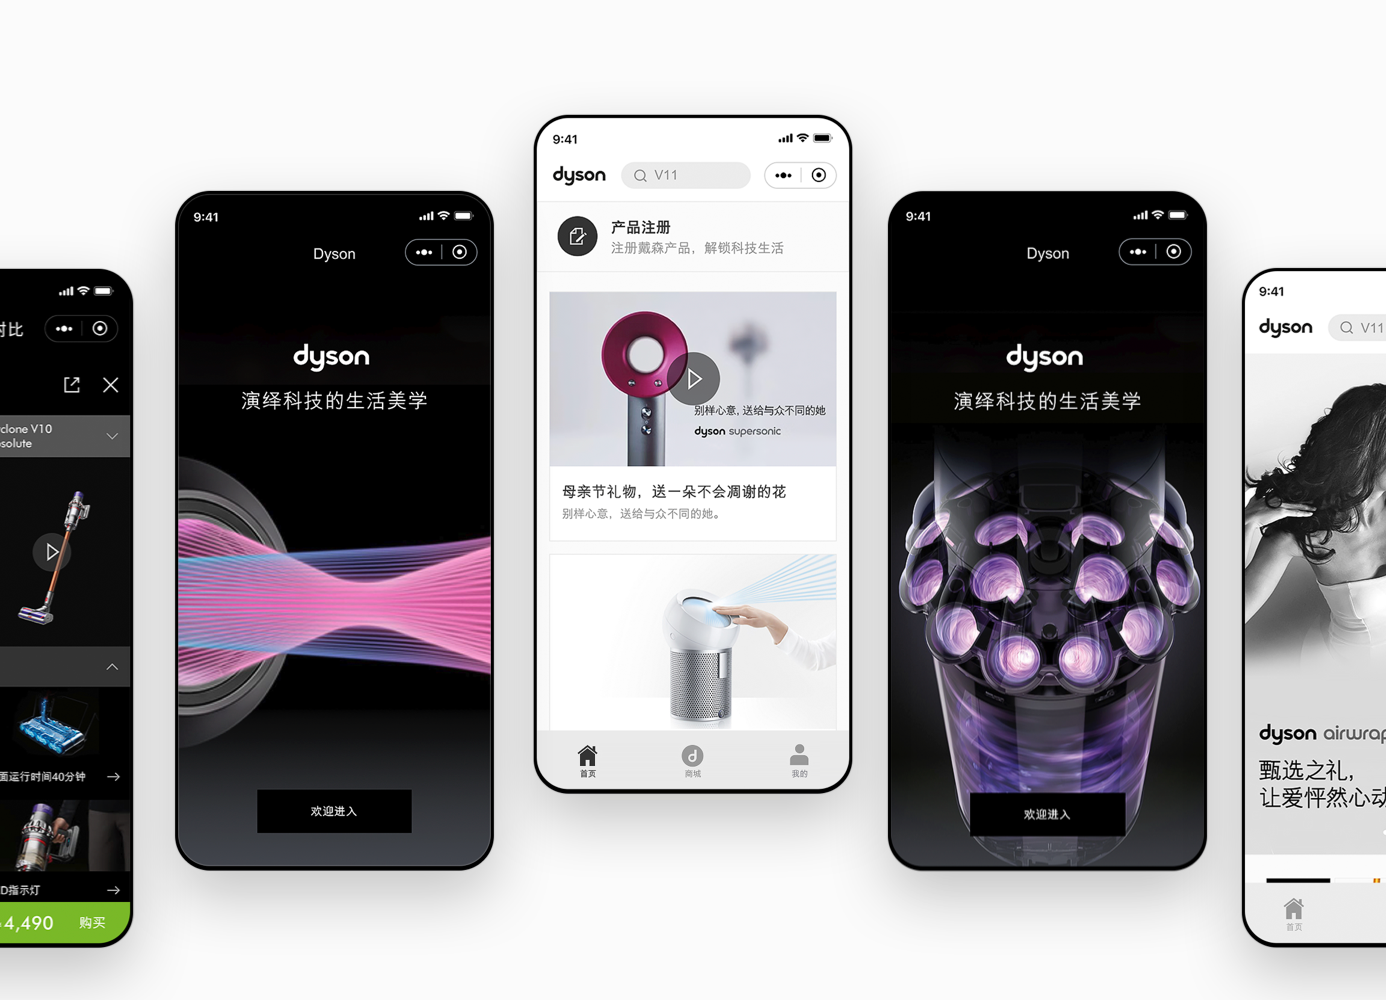 对比
clone V10
solute
面运行时间40分钟
D指示灯
4,490 购买
9:41
Dyson
dyson
演绎科技的生活美学
欢迎进入
9:41
dyson V11
产品注册
注册戴森产品，解锁科技生活
别样心意，送给与众不同的她
dyson supersonic
母亲节礼物，送一朵不会凋谢的花
别样心意，送给与众不同的她。
首页 商城 我的
9:41
Dyson
dyson
演绎科技的生活美学
欢迎进入
9:41
dyson V11
dyson airwrap
甄选之礼，
让爱怦然心动
首页